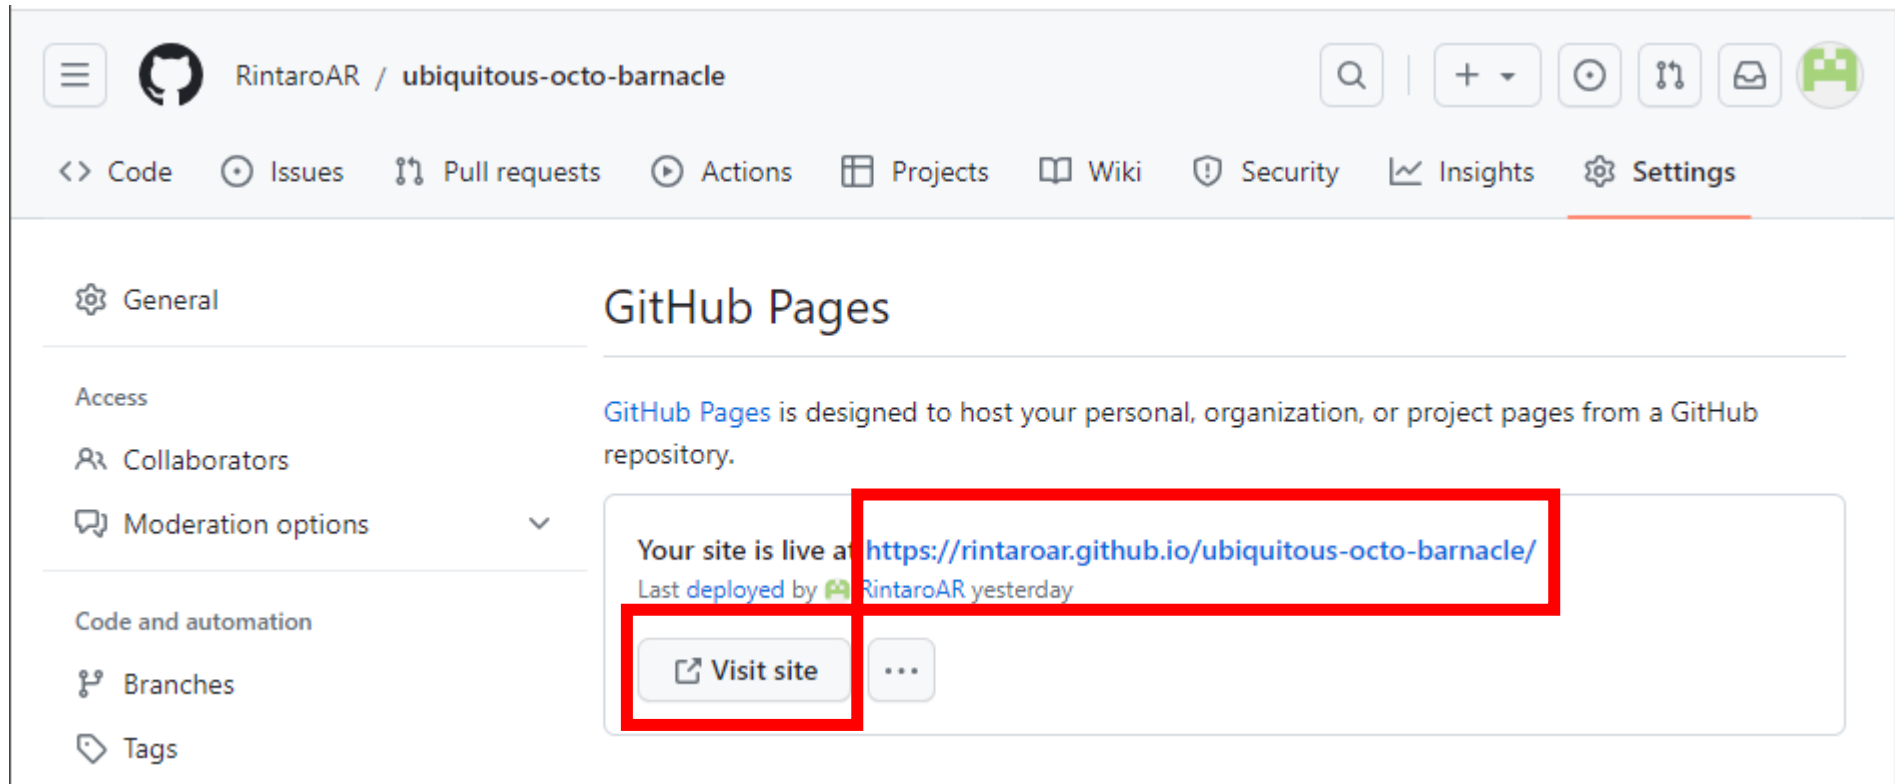 RintaroAR / ubiquitous-octo-barnacle
Code Issues Pull requests Actions Projects Wiki Security Insights Settings
General
Access
Collaborators
Moderation options
Code and automation
Branches
Tags
GitHub Pages
GitHub Pages is designed to host your personal, organization, or project pages from a GitHub
repository.
Your site is live at https://rintaroar.github.io/ubiquitous-octo-barnacle/
Last deployed by RintaroAR yesterday
Visit site